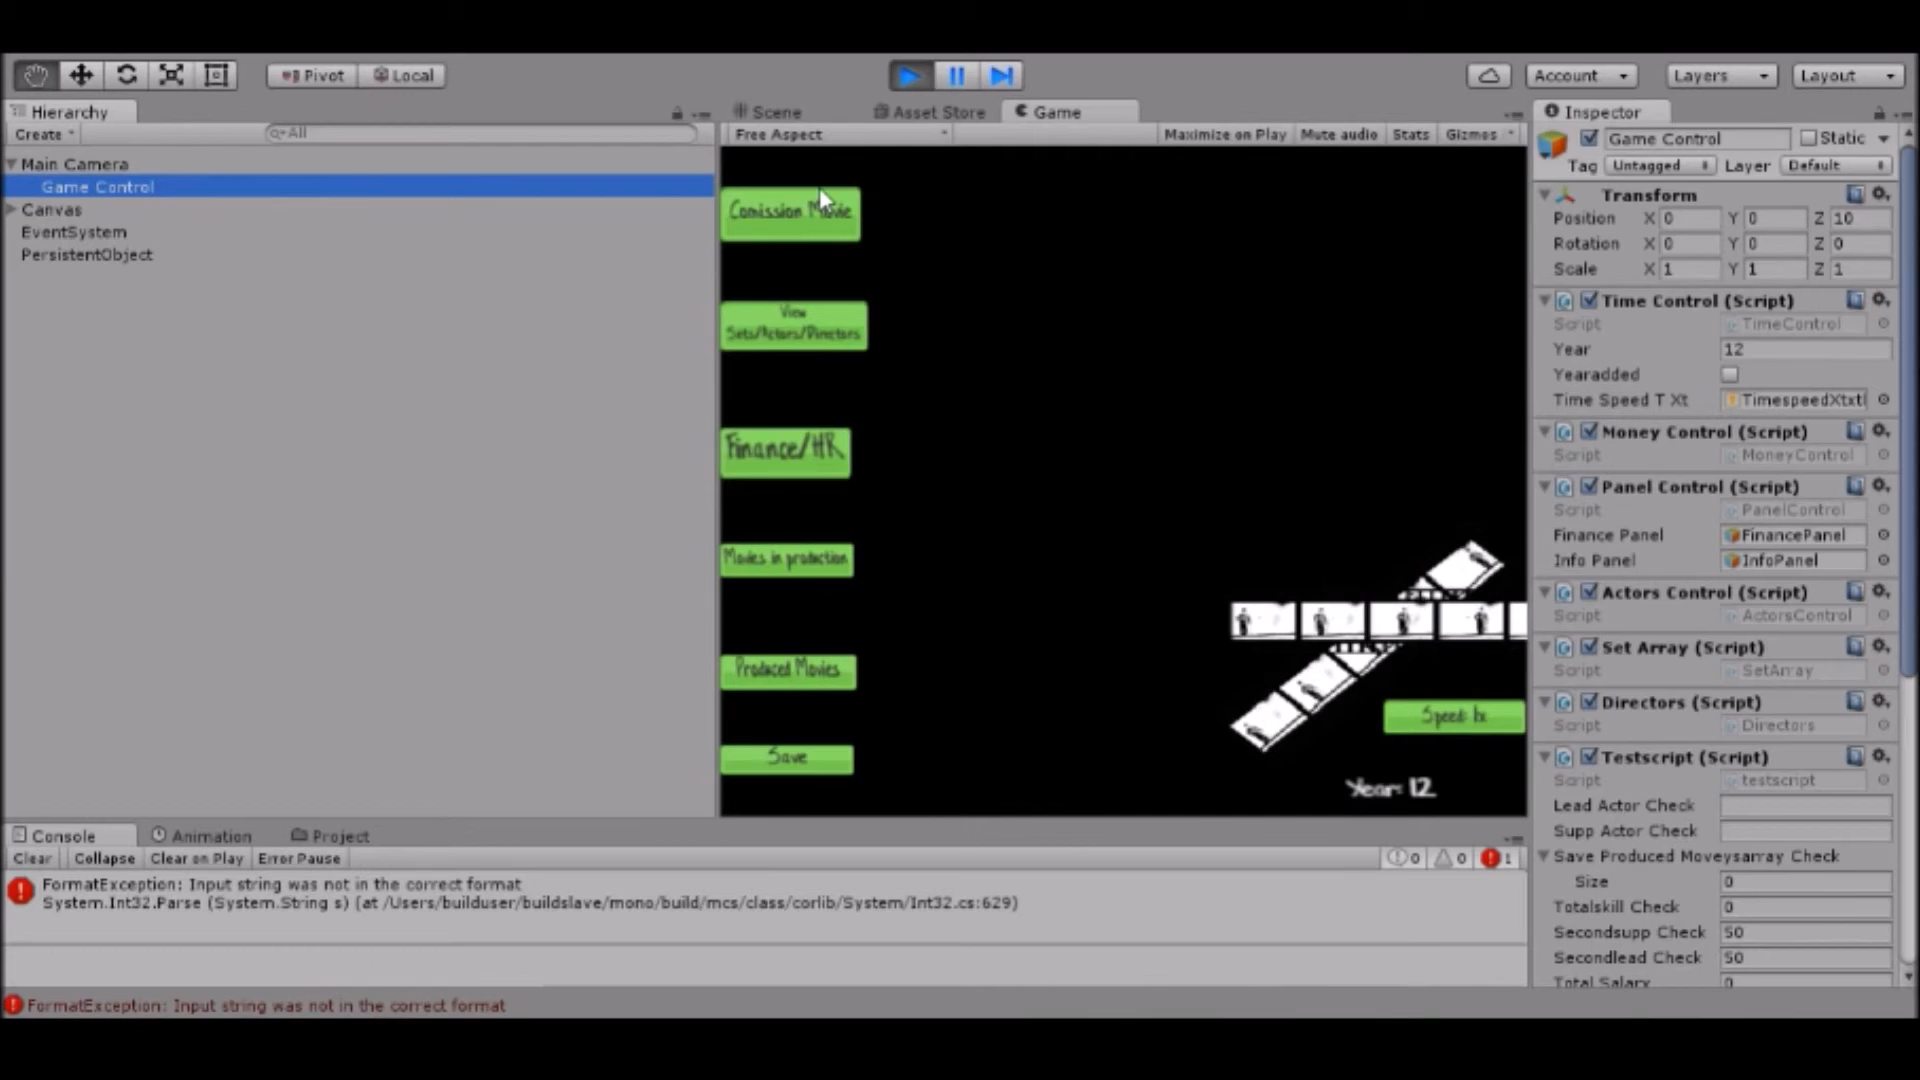 Pivot Local
Account Layers Layout
Hierarchy
Create All
Main Camera
Game Control
Canvas
EventSystem
PersistentObject
Scene Asset Store Game
Free Aspect Maximize on Play Mute audio Stats Gizmos
Comission Movie
View
Sets/Actors/Directors
Finance/HR
Movies in production
Produced Movies
Save
Speed: 1x
Year: 12
Inspector
Game Control Static
Tag Untagged Layer Default
Transform
Position X 0 Y 0 Z 10
Rotation X 0 Y 0 Z 0
Scale X 1 Y 1 Z 1
Time Control (Script)
Script TimeControl
Year 12
Yearadded
Time Speed T Xt TimespeedXtxt
Money Control (Script)
Script MoneyControl
Panel Control (Script)
Script PanelControl
Finance Panel FinancePanel
Info Panel InfoPanel
Actors Control (Script)
Script ActorsControl
Set Array (Script)
Script SetArray
Directors (Script)
Script Directors
Testscript (Script)
Script testscript
Lead Actor Check
Supp Actor Check
Save Produced Moveysarray Check
Size 0
Totalskill Check 0
Secondsupp Check 50
Secondlead Check 50
Total Salary
Console Animation Project
Clear Collapse Clear on Play Error Pause 0 0 1
FormatException: Input string was not in the correct format
System.Int32.Parse (System.String s) (at /Users/builduser/buildslave/mono/build/mcs/class/corlib/System/Int32.cs:629)
FormatException: Input string was not in the correct format